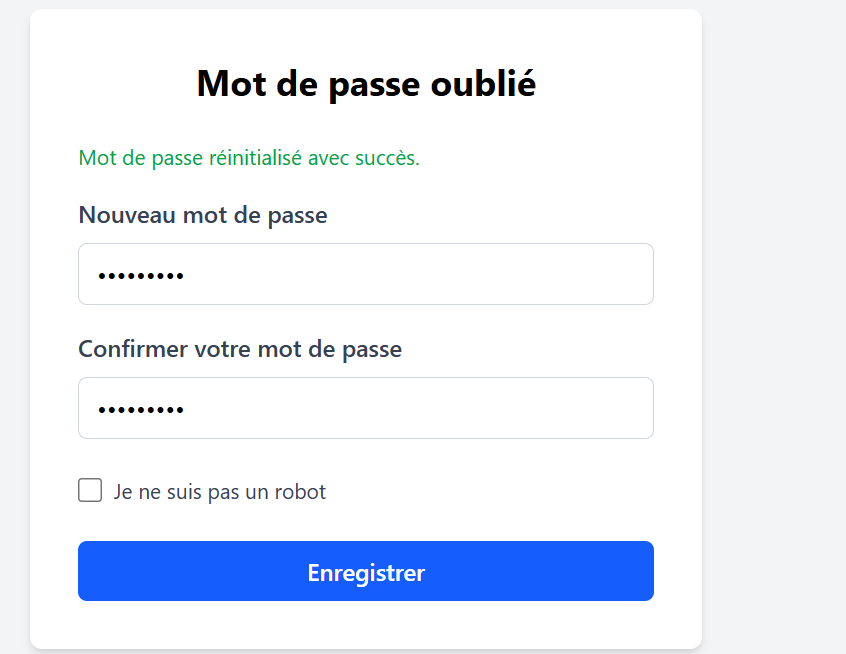 Mot de passe oublié
Mot de passe réinitialisé avec succès.
Nouveau mot de passe
•••••••••
Confirmer votre mot de passe
•••••••••
Je ne suis pas un robot
Enregistrer